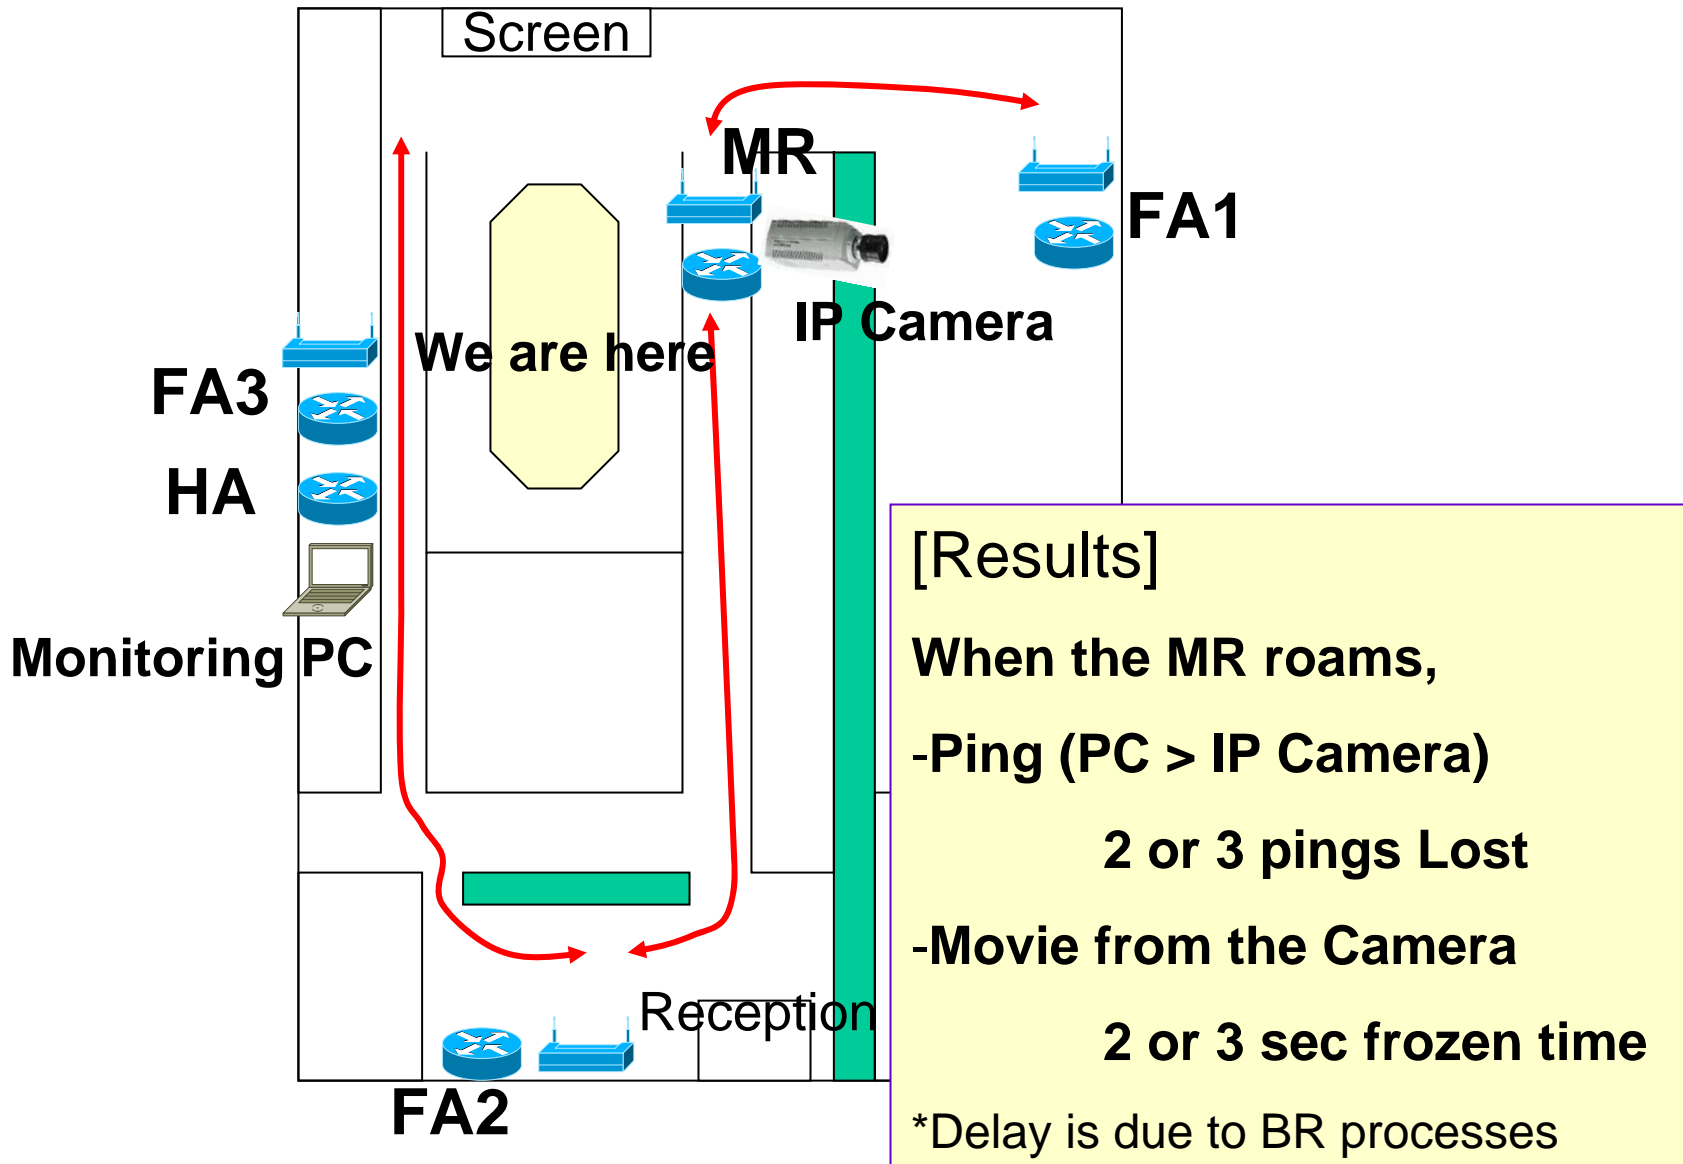 Screen
MR
FA1
IP Camera
We are here
FA3
HA
Monitoring PC
Reception
FA2
[Results]
When the MR roams,
-Ping (PC > IP Camera)
2 or 3 pings Lost
-Movie from the Camera
2 or 3 sec frozen time
*Delay is due to BR processes